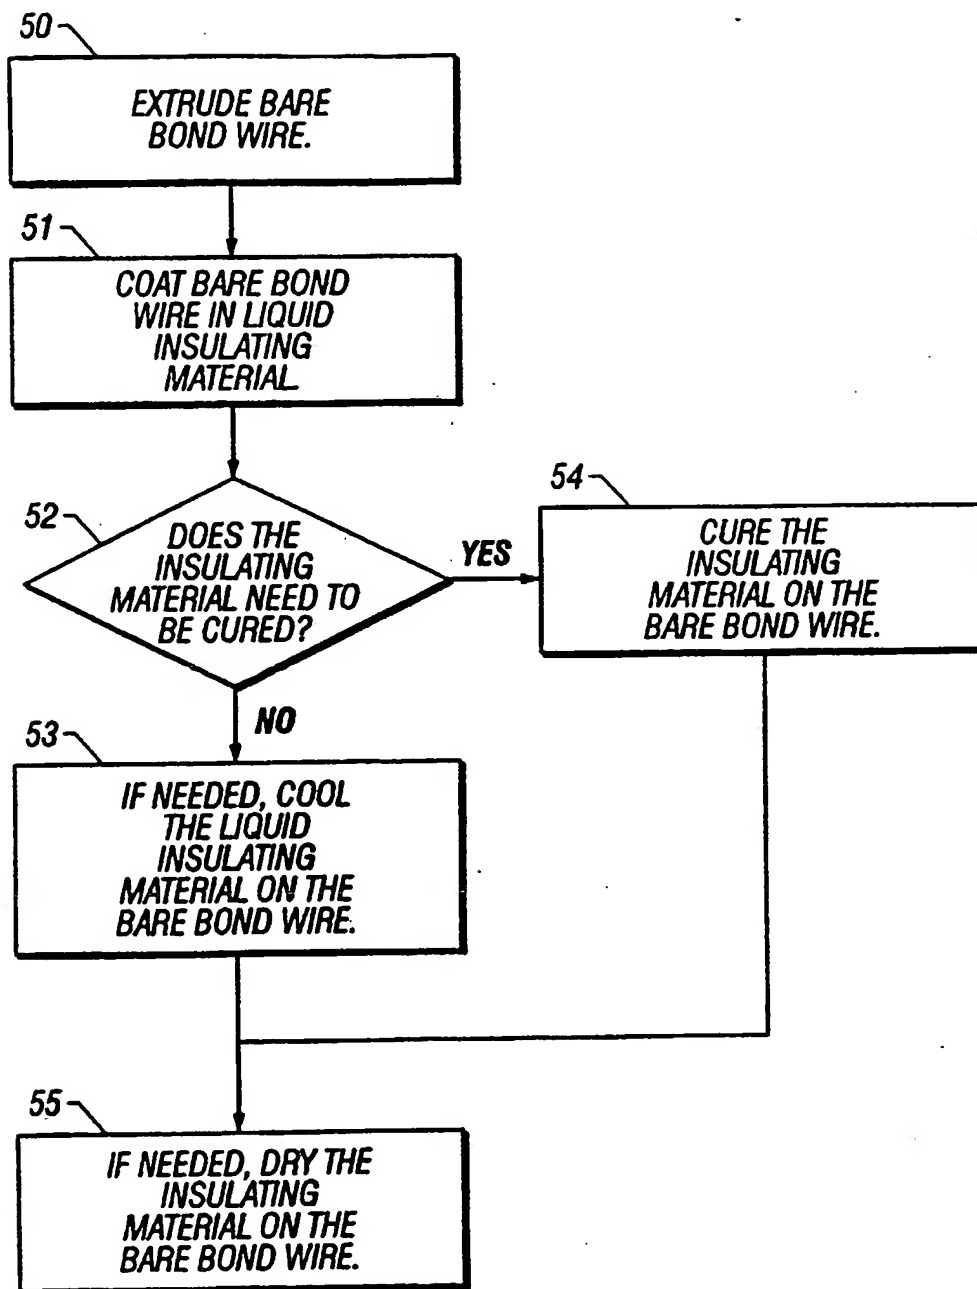 50
EXTRUDE BARE
BOND WIRE.
51
COAT BARE BOND
WIRE IN LIQUID
INSULATING
MATERIAL
52
DOES THE
INSULATING
MATERIAL NEED TO
BE CURED?
YES
54
CURE THE
INSULATING
MATERIAL ON THE
BARE BOND WIRE.
NO
53
IF NEEDED, COOL
THE LIQUID
INSULATING
MATERIAL ON THE
BARE BOND WIRE.
55
IF NEEDED, DRY THE
INSULATING
MATERIAL ON THE
BARE BOND WIRE.